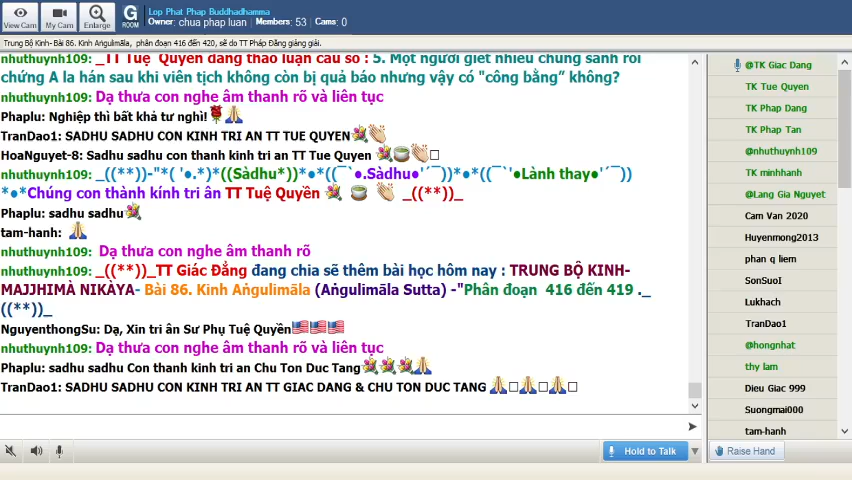 Lop Phat Phap Buddhadhamma
Owner: chua phap luan Members: 53 Cams: 0
View Cam My Cam Enlarge G ROOM
Trung Bộ Kinh- Bài 86. Kinh Aṅgulimāla, phân đoạn 416 đến 420, sẽ do TT Pháp Đăng giảng giải.
nhuthuynh109: _TT Tuệ Quyền đang thảo luận câu số : 5. Một người giết nhiều chúng sanh rồi
chứng A la hán sau khi viên tịch không còn bị quả báo nhưng vậy có "công bằng" không?
nhuthuynh109: Dạ thưa con nghe âm thanh rõ và liên tục
Phaplu: Nghiệp thì bất khả tư nghì!🌹🙏
TranDao1: SADHU SADHU CON KINH TRI AN TT TUE QUYEN💐👏
HoaNguyet-8: Sadhu sadhu con thanh kinh tri an TT Tue Quyen 💐🍵👏□
nhuthuynh109: _((**))-"*( '●.*)*((Sàdhu*))*●*((¯`●.Sàdhu●'´¯))*●*((¯`'●Lành thay●'´¯))
*●*Chúng con thành kính tri ân TT Tuệ Quyền 💐 🍵 👏 _((**))_
Phaplu: sadhu sadhu💐
tam-hanh: 🙏
nhuthuynh109: Dạ thưa con nghe âm thanh rõ
nhuthuynh109: _((**))_TT Giác Đẳng đang chia sẽ thêm bài học hôm nay : TRUNG BỘ KINH-
MAJJHIMÀ NIKÀYA- Bài 86. Kinh Aṅgulimāla (Aṅgulimāla Sutta) -"Phân đoạn 416 đến 419 ._
((**))_
NguyenthongSu: Dạ, Xin tri ân Sư Phụ Tuệ Quyền🇺🇸🇺🇸🇺🇸
nhuthuynh109: Dạ thưa con nghe âm thanh rõ và liên tục
Phaplu: sadhu sadhu Con thanh kinh tri an Chu Ton Duc Tang💐💐💐🙏
TranDao1: SADHU SADHU CON KINH TRI AN TT GIAC DANG & CHU TON DUC TANG 🙏□🙏□🙏□
@TK Giac Dang
TK Tue Quyen
TK Phap Dang
TK Phap Tan
@nhuthuynh109
TK minhhanh
@Lang Gia Nguyet
Cam Van 2020
Huyenmong2013
phan q liem
SonSuoI
Lukhach
TranDao1
@hongnhat
thy lam
Dieu Giac 999
Suongmai000
tam-hanh
Hold to Talk
Raise Hand